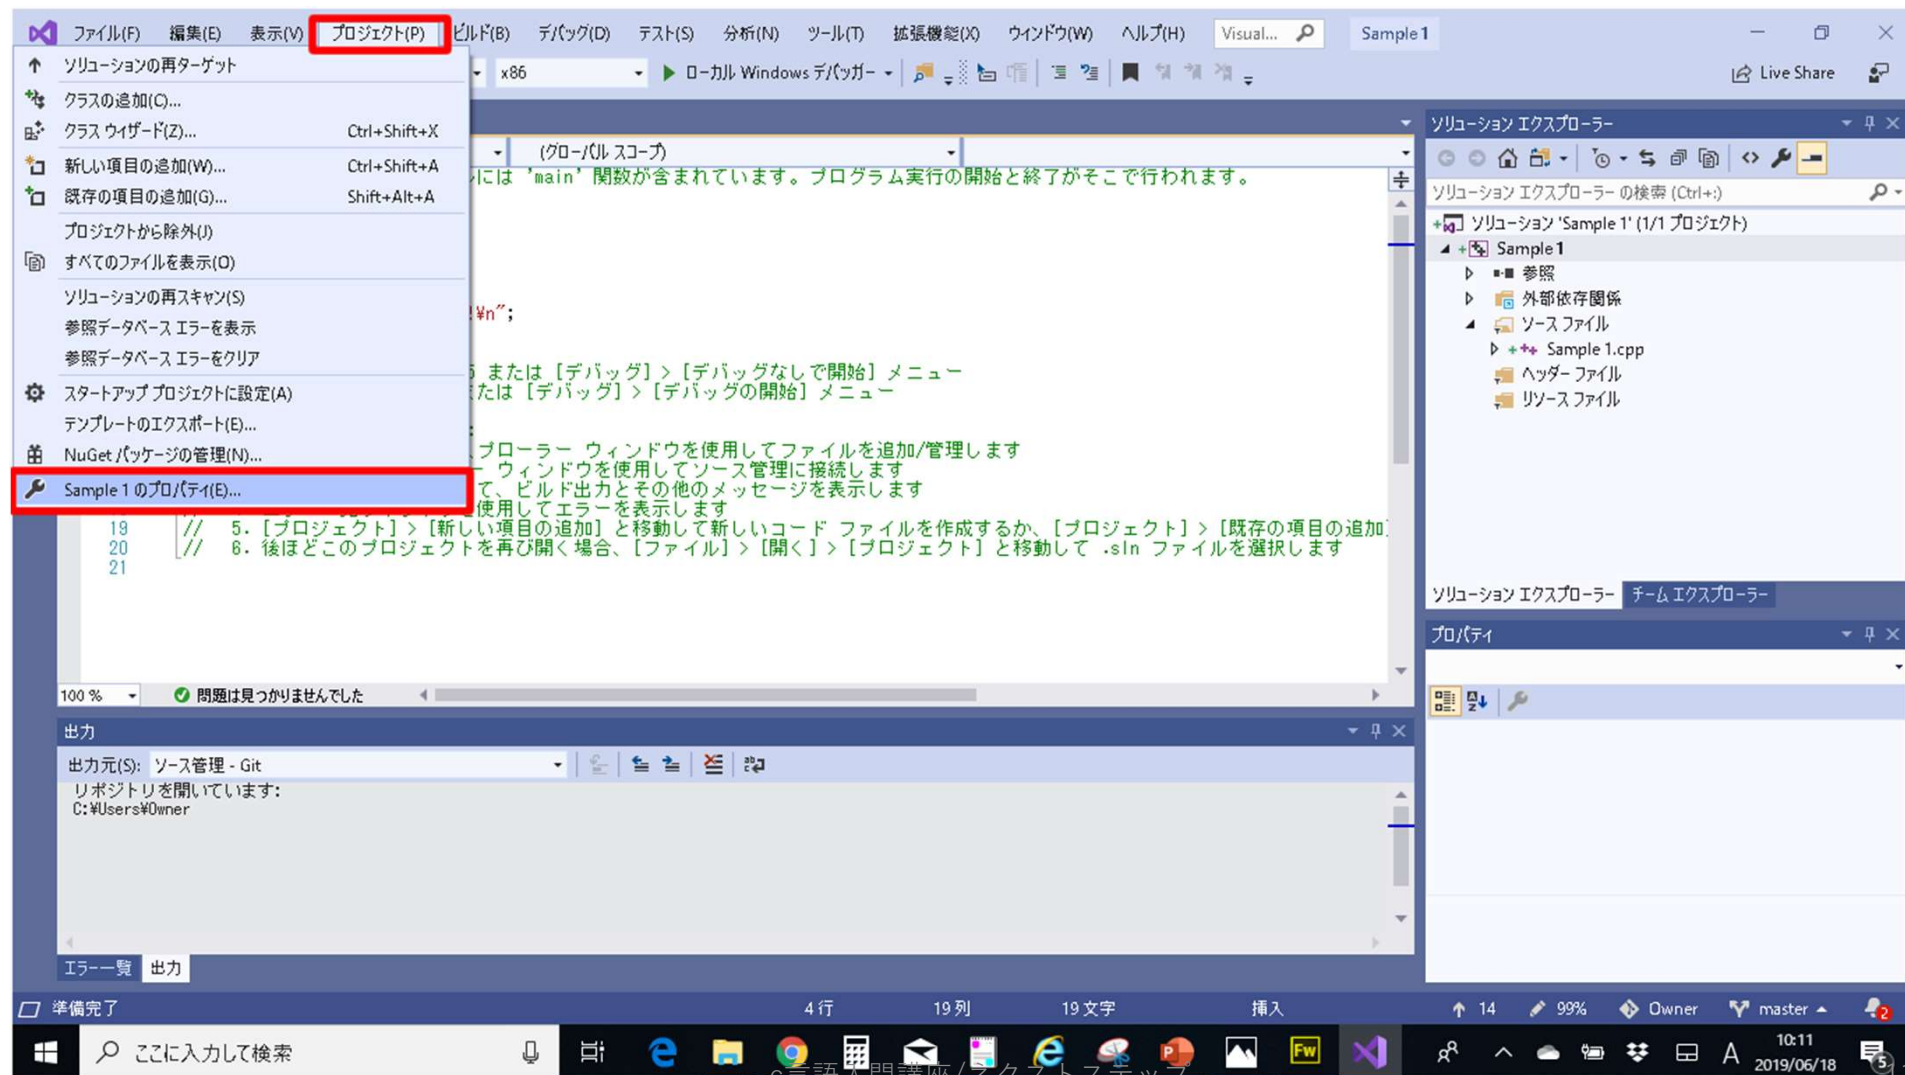 ファイル(F) 編集(E) 表示(V) プロジェクト(P) ビルド(B) デバッグ(D) テスト(S) 分析(N) ツール(T) 拡張機能(X) ウィンドウ(W) ヘルプ(H) Visual... Sample 1
ソリューションの再ターゲット
x86 ローカル Windows デバッガー Live Share
クラスの追加(C)...
クラス ウィザード(Z)... Ctrl+Shift+X
新しい項目の追加(W)... Ctrl+Shift+A
既存の項目の追加(G)... Shift+Alt+A
プロジェクトから除外(J)
すべてのファイルを表示(O)
ソリューションの再スキャン(S)
参照データベース エラーを表示
参照データベース エラーをクリア
スタートアップ プロジェクトに設定(A)
テンプレートのエクスポート(E)...
NuGet パッケージの管理(N)...
Sample 1 のプロパティ(E)...
(グローバル スコープ)
には 'main' 関数が含まれています。プログラム実行の開始と終了がそこで行われます。
!¥n";
または [デバッグ] > [デバッグなしで開始] メニュー
たは [デバッグ] > [デバッグの開始] メニュー
プローラー ウィンドウを使用してファイルを追加/管理します
ー ウィンドウを使用してソース管理に接続します
て、ビルド出力とその他のメッセージを表示します
を使用してエラーを表示します
19 // 5. [プロジェクト] > [新しい項目の追加] と移動して新しいコード ファイルを作成するか、[プロジェクト] > [既存の項目の追加]
20 // 6. 後ほどこのプロジェクトを再び開く場合、[ファイル] > [開く] > [プロジェクト] と移動して .sln ファイルを選択します
21
100 % 問題は見つかりませんでした
ソリューション エクスプローラー
ソリューション エクスプローラー の検索 (Ctrl+:)
ソリューション 'Sample 1' (1/1 プロジェクト)
Sample 1
参照
外部依存関係
ソース ファイル
Sample 1.cpp
ヘッダー ファイル
リソース ファイル
ソリューション エクスプローラー チーム エクスプローラー
プロパティ
出力
出力元(S): ソース管理 - Git
リポジトリを開いています:
C:¥Users¥Owner
エラー一覧 出力
準備完了 4 行 19 列 19 文字 挿入 14 99% Owner master 2
ここに入力して検索 Fw A 10:11
2019/06/18 5
c言語入門講座/ネクストステップ